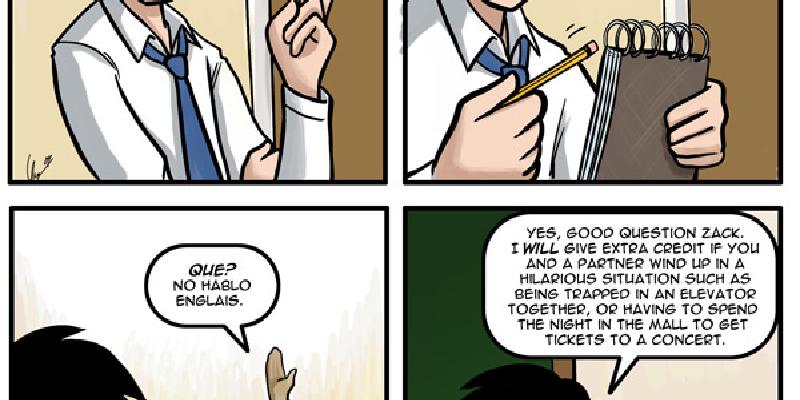 QUE?
NO HABLO
ENGLAIS.
YES, GOOD QUESTION ZACK.
I WILL GIVE EXTRA CREDIT IF YOU
AND A PARTNER WIND UP IN A
HILARIOUS SITUATION SUCH AS
BEING TRAPPED IN AN ELEVATOR
TOGETHER, OR HAVING TO SPEND
THE NIGHT IN THE MALL TO GET
TICKETS TO A CONCERT.